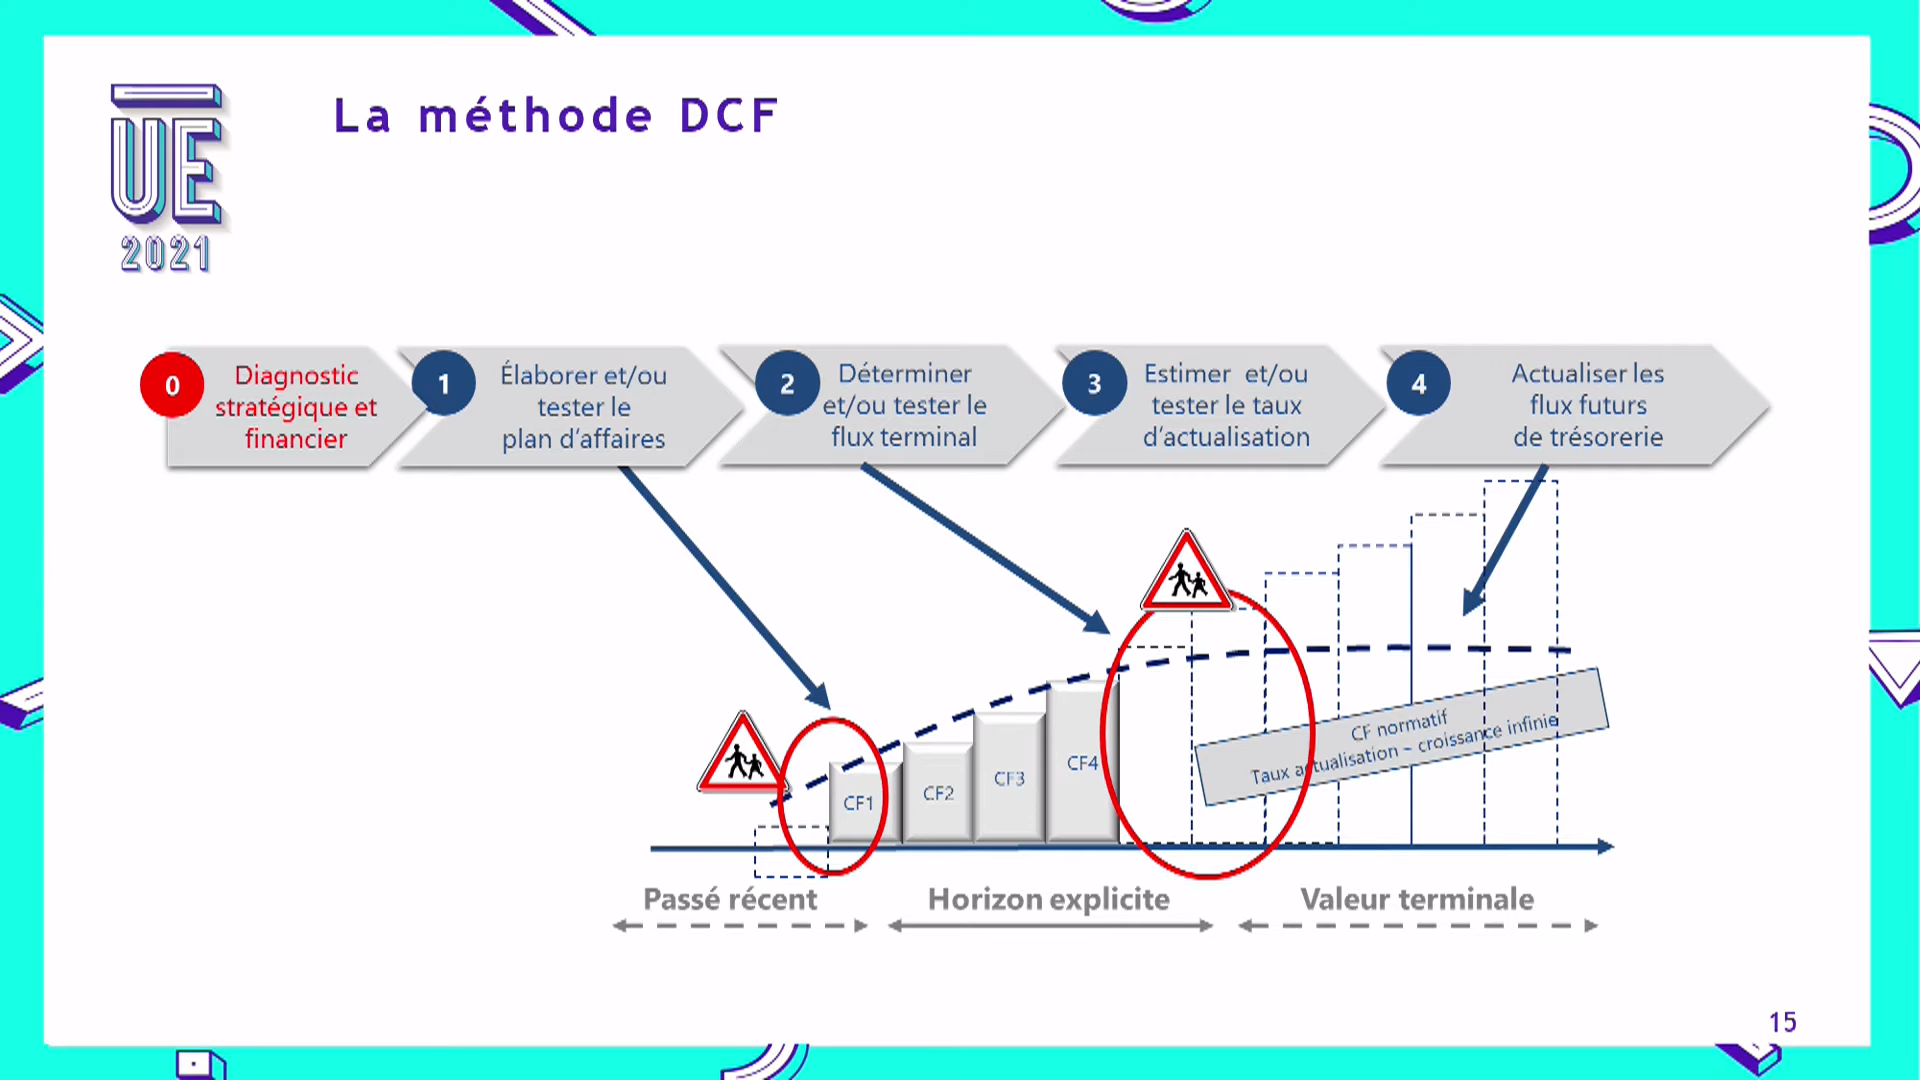 UE
2021
La méthode DCF
0
Diagnostic
stratégique et
financier
1
Élaborer et/ou
tester le
plan d'affaires
2
Déterminer
et/ou tester le
flux terminal
3
Estimer et/ou
tester le taux
d'actualisation
4
Actualiser les
flux futurs
de trésorerie
CF1
CF2
CF3
CF4
CF normatif
Taux actualisation – croissance infinie
Passé récent
Horizon explicite
Valeur terminale
15